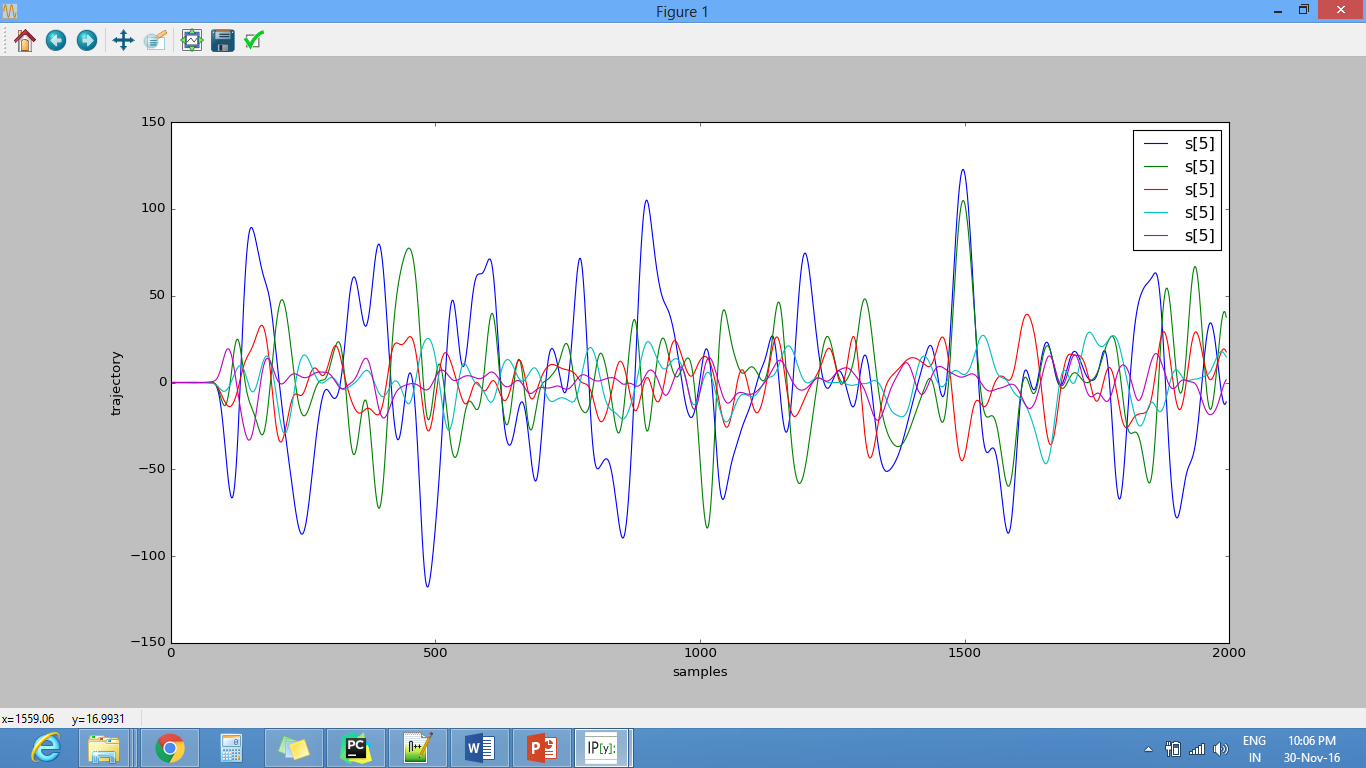 Figure 1
150
100
50
0
−50
−100
−150
trajectory
s[5]
s[5]
s[5]
s[5]
s[5]
0 500 1000 1500 2000
samples
x=1559.06 y=16.9931
PC
W
P
IP[y]:
ENG
IN
10:06 PM
30-Nov-16